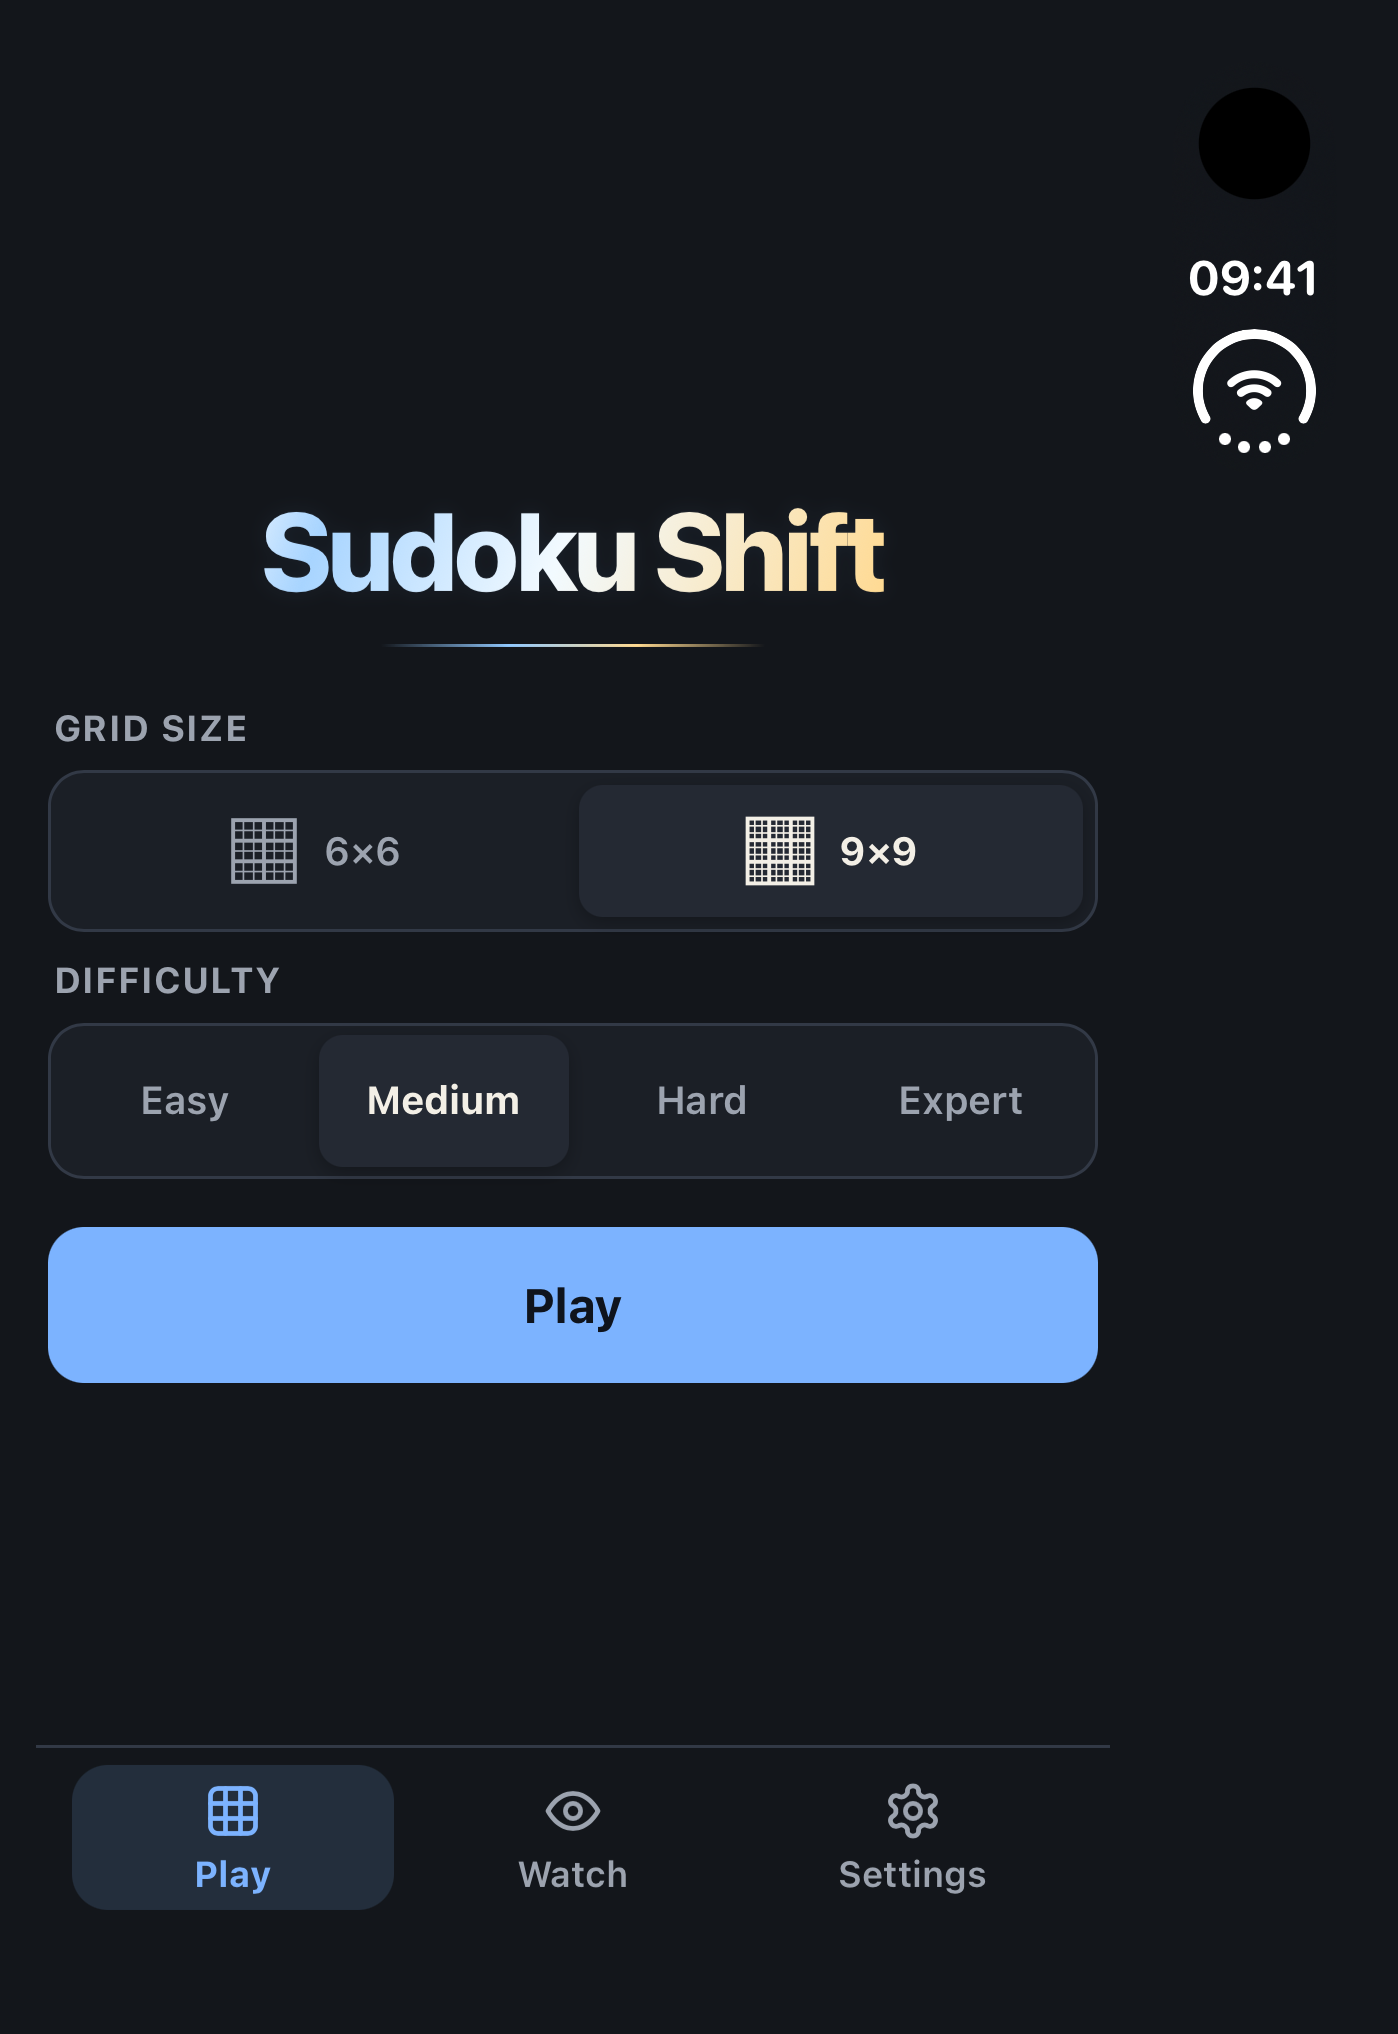 09:41
Sudoku Shift
GRID SIZE
6×6 9×9
DIFFICULTY
Easy Medium Hard Expert
Play
Play Watch Settings